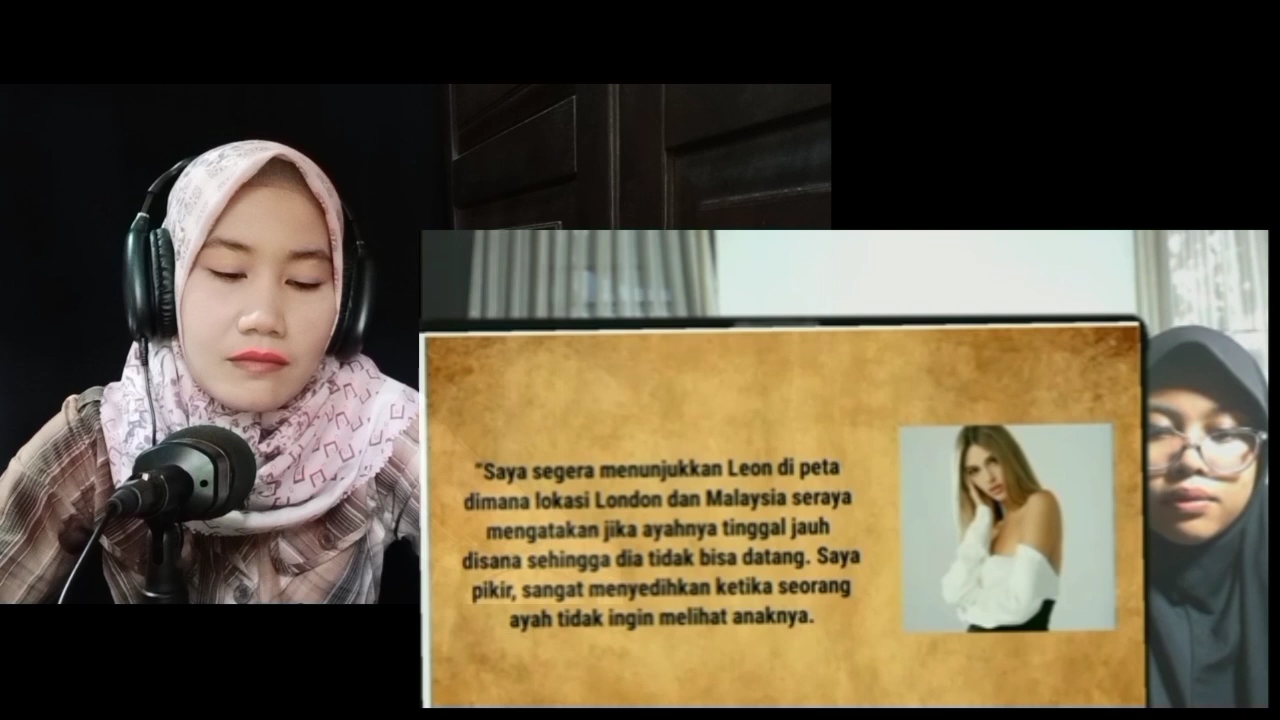 "Saya segera menunjukkan Leon di peta
dimana lokasi London dan Malaysia seraya
mengatakan jika ayahnya tinggal jauh
disana sehingga dia tidak bisa datang. Saya
pikir, sangat menyedihkan ketika seorang
ayah tidak ingin melihat anaknya.